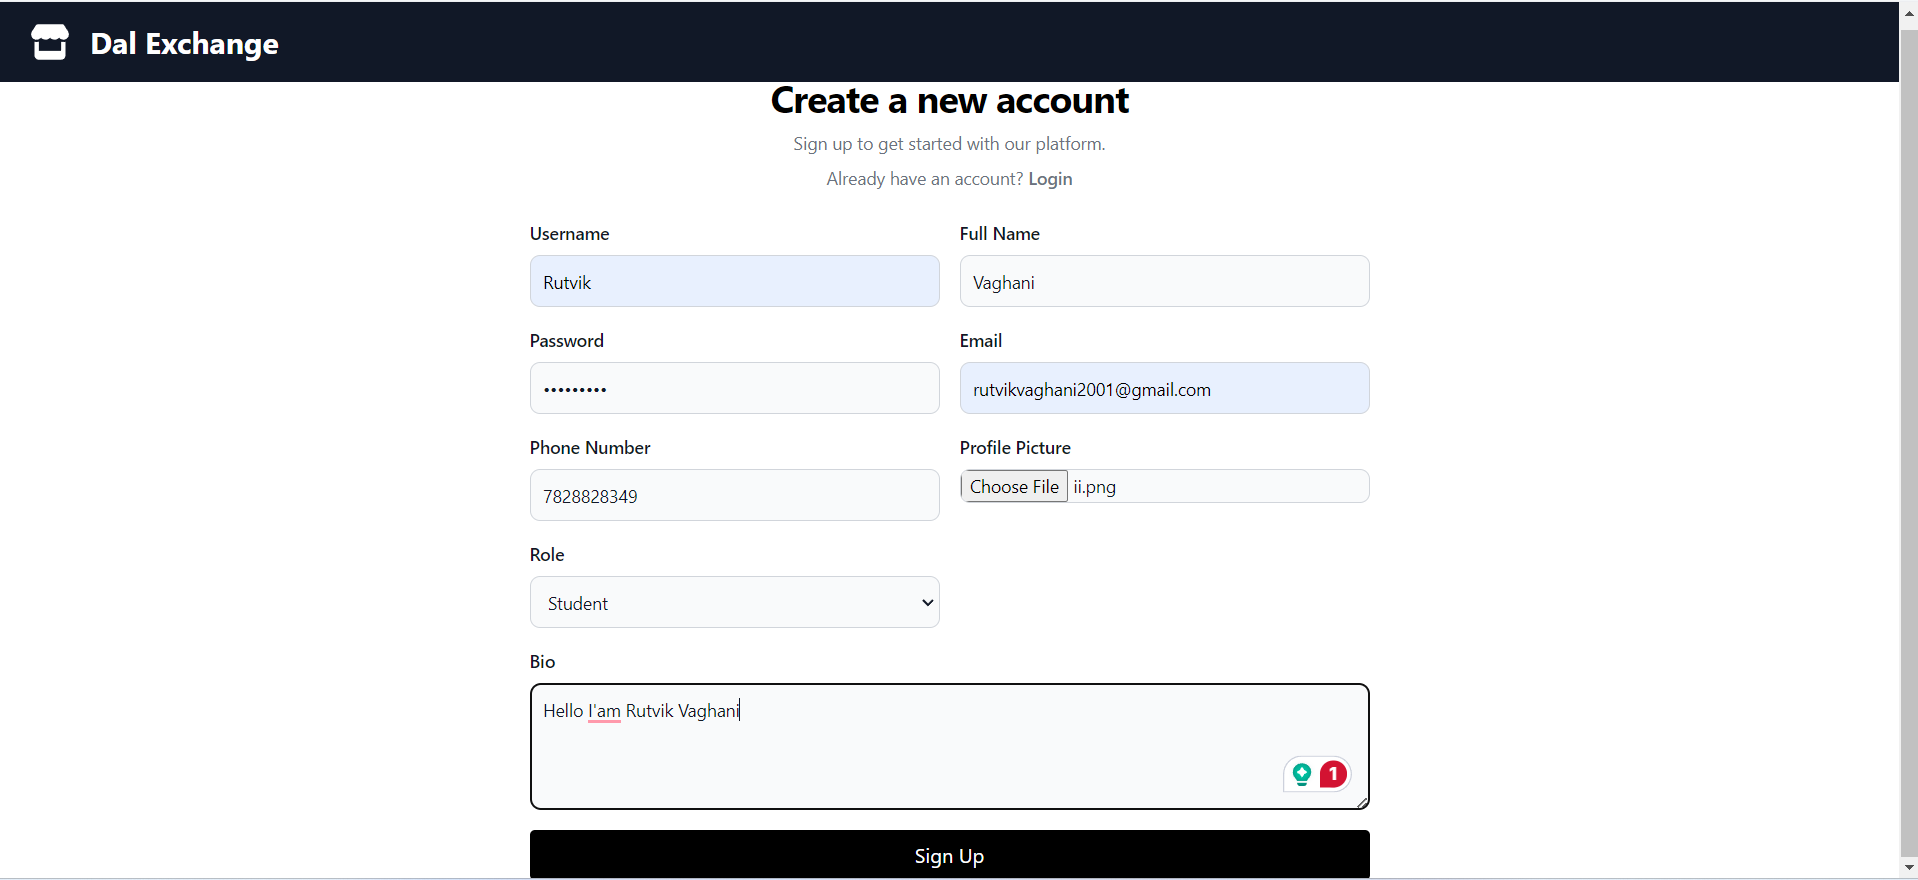 Dal Exchange
Create a new account
Sign up to get started with our platform.
Already have an account? Login
Username
Full Name
Rutvik
Vaghani
Password
Email
•••••••••
rutvikvaghani2001@gmail.com
Phone Number
Profile Picture
7828828349
Choose File ii.png
Role
Student
Bio
Hello I'am Rutvik Vaghani
1
Sign Up